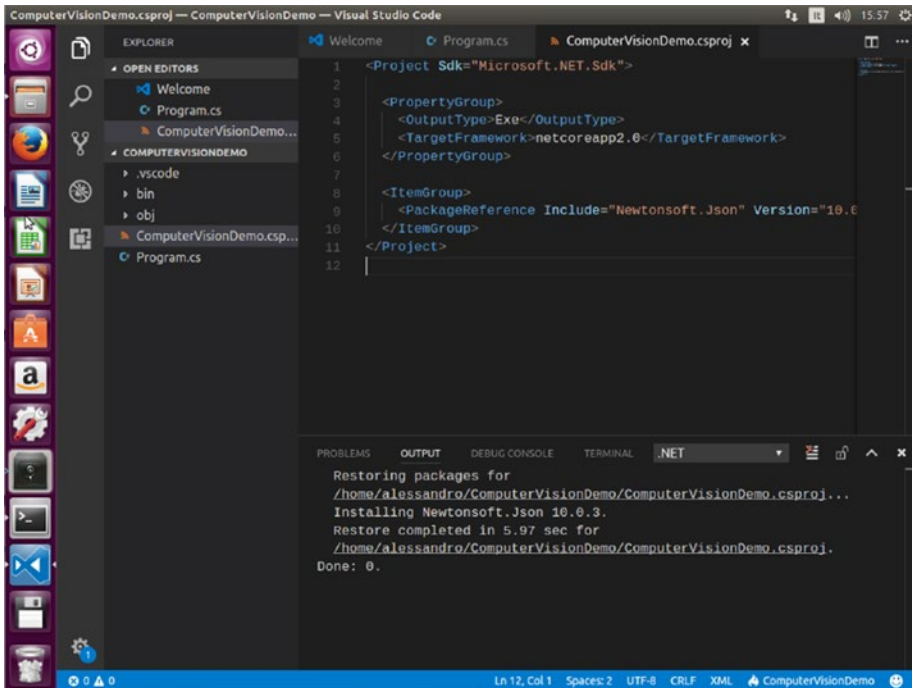 ComputerVisionDemo.csproj — ComputerVisionDemo — Visual Studio Code
It 15.57
EXPLORER
OPEN EDITORS
Welcome
Program.cs
ComputerVisionDemo...
COMPUTERVISIONDEMO
.vscode
bin
obj
ComputerVisionDemo.csp...
Program.cs
1
Welcome Program.cs ComputerVisionDemo.csproj
1 <Project Sdk="Microsoft.NET.Sdk">
2
3 <PropertyGroup>
4 <OutputType>Exe</OutputType>
5 <TargetFramework>netcoreapp2.0</TargetFramework>
6 </PropertyGroup>
7
8 <ItemGroup>
9 <PackageReference Include="Newtonsoft.Json" Version="10.0
10 </ItemGroup>
11 </Project>
12
PROBLEMS OUTPUT DEBUG CONSOLE TERMINAL .NET
Restoring packages for
/home/alessandro/ComputerVisionDemo/ComputerVisionDemo.csproj...
Installing Newtonsoft.Json 10.0.3.
Restore completed in 5.97 sec for
/home/alessandro/ComputerVisionDemo/ComputerVisionDemo.csproj.
Done: 0.
0 0 Ln 12, Col 1 Spaces: 2 UTF-8 CRLF XML ComputerVisionDemo